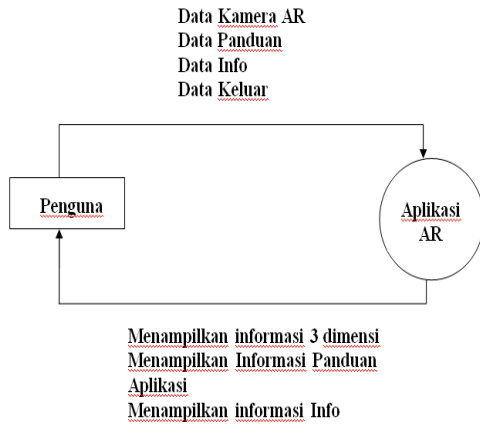 Data Kamera AR
Data Panduan
Data Info
Data Keluar
Penguna
Aplikasi
AR
Menampilkan informasi 3 dimensi
Menampilkan Informasi Panduan
Aplikasi
Menampilkan informasi Info